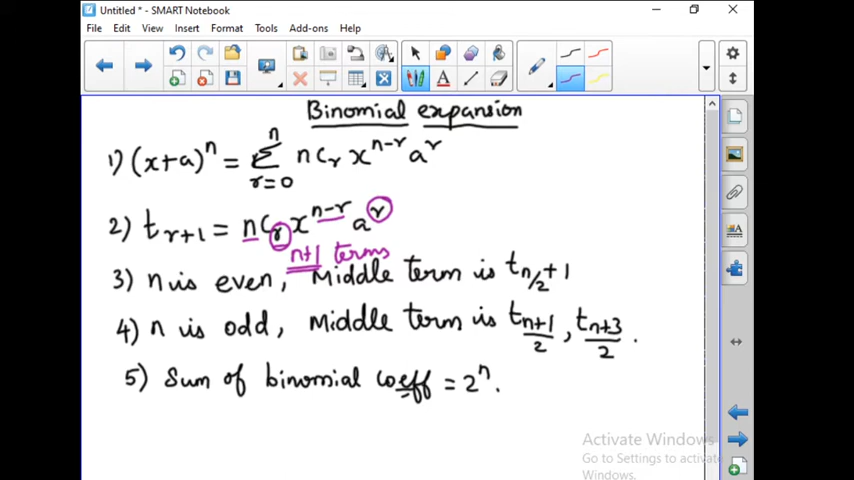 Untitled * - SMART Notebook
File Edit View Insert Format Tools Add-ons Help
Binomial expansion
1) (x+a)^n = Σ_{r=0}^{n} nC_r x^{n-r} a^r
2) t_{r+1} = nC_r x^{n-r} a^r
n+1 terms
3) n is even, Middle term is t_{n/2+1}
4) n is odd, Middle term is t_{(n+1)/2}, t_{(n+3)/2}.
5) Sum of binomial coeff = 2^n.
Activate Windows
Go to Settings to activate
Windows.